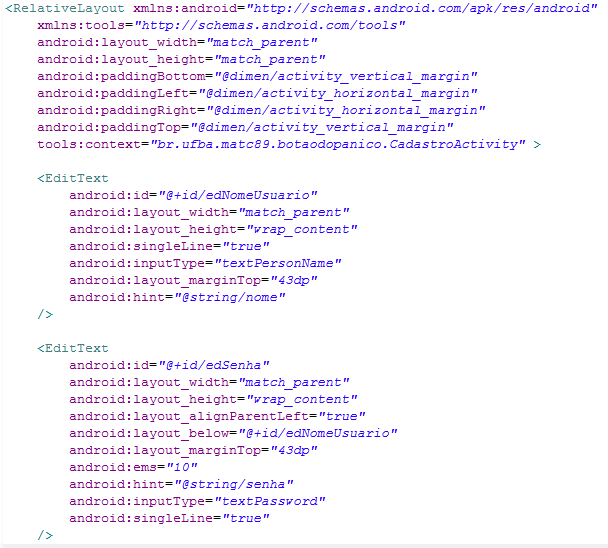 <RelativeLayout xmlns:android="http://schemas.android.com/apk/res/android"
    xmlns:tools="http://schemas.android.com/tools"
    android:layout_width="match_parent"
    android:layout_height="match_parent"
    android:paddingBottom="@dimen/activity_vertical_margin"
    android:paddingLeft="@dimen/activity_horizontal_margin"
    android:paddingRight="@dimen/activity_horizontal_margin"
    android:paddingTop="@dimen/activity_vertical_margin"
    tools:context="br.ufba.matc89.botaodopanico.CadastroActivity" >

    <EditText
        android:id="@+id/edNomeUsuario"
        android:layout_width="match_parent"
        android:layout_height="wrap_content"
        android:singleLine="true"
        android:inputType="textPersonName"
        android:layout_marginTop="43dp"
        android:hint="@string/nome"
    />

    <EditText
        android:id="@+id/edSenha"
        android:layout_width="match_parent"
        android:layout_height="wrap_content"
        android:layout_alignParentLeft="true"
        android:layout_below="@+id/edNomeUsuario"
        android:layout_marginTop="43dp"
        android:ems="10"
        android:hint="@string/senha"
        android:inputType="textPassword"
        android:singleLine="true"
    />